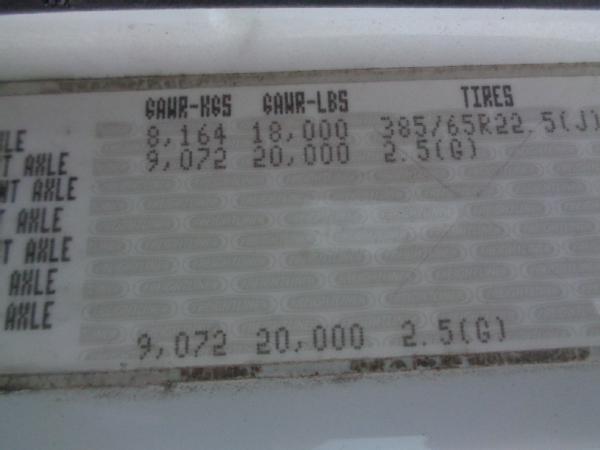 GAWR-KGS GAWR-LBS TIRES
LE 8,164 18,000 385/65R22.5(J)
T AXLE 9,072 20,000 2.5(G)
NT AXLE
T AXLE
T AXLE
AXLE
AXLE
9,072 20,000 2.5(G)